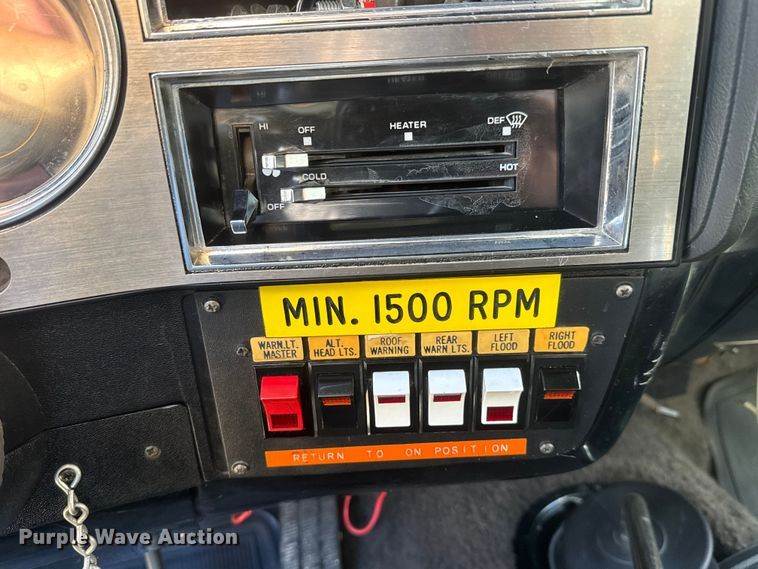 HI
OFF
HEATER
DEF
COLD
HOT
OFF
MIN. 1500 RPM
WARN.LT. MASTER
ALT. HEAD LTS.
ROOF WARNING
REAR WARN LTS.
LEFT FLOOD
RIGHT FLOOD
RETURN TO ON POSITION
Purple Wave Auction